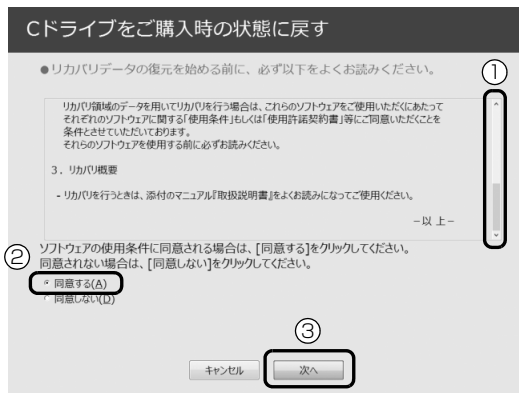 Cドライブをご購入時の状態に戻す
●リカバリデータの復元を始める前に、必ず以下をよくお読みください。
①
リカバリ領域のデータを用いてリカバリを行う場合は、これらのソフトウェアをご使用いただくにあたって
それぞれのソフトウェアに関する「使用条件」もしくは「使用許諾契約書」等にご同意いただくことを
条件とさせていただいております。
それらのソフトウェアを使用する前に必ずお読みください。
3．リカバリ概要
- リカバリを行うときは、添付のマニュアル『取扱説明書』をよくお読みになってご使用ください。
－以 上－
ソフトウェアの使用条件に同意される場合は、[同意する]をクリックしてください。
② 同意されない場合は、[同意しない]をクリックしてください。
同意する(A)
同意しない(D)
③
キャンセル 次へ